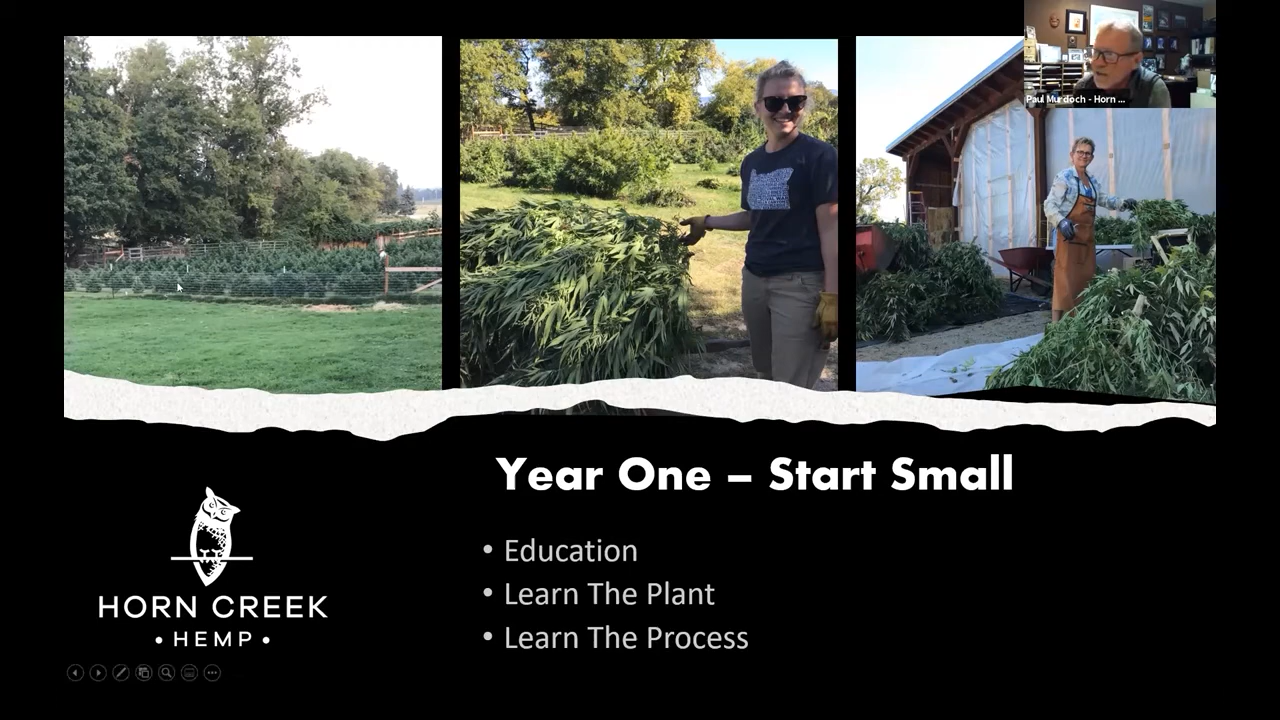 Paul Murdoch - Horn ...
Year One – Start Small
• Education
• Learn The Plant
• Learn The Process
HORN CREEK
• HEMP •